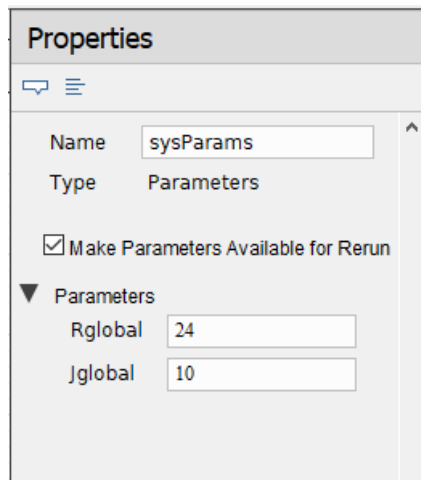 Properties
Name sysParams
Type Parameters
Make Parameters Available for Rerun
Parameters
Rglobal 24
Jglobal 10